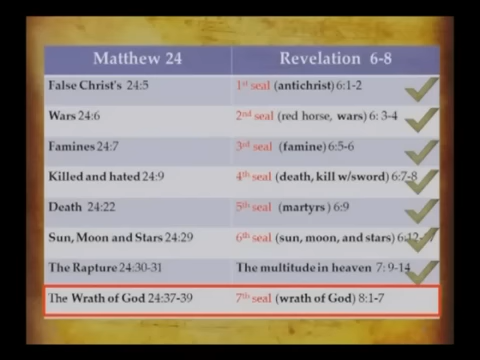 Matthew 24 Revelation 6-8
False Christ's 24:5 1st seal (antichrist) 6:1-2
Wars 24:6 2nd seal (red horse, wars) 6: 3-4
Famines 24:7 3rd seal (famine) 6:5-6
Killed and hated 24:9 4th seal (death, kill w/sword) 6:7-8
Death 24:22 5th seal (martyrs) 6:9
Sun, Moon and Stars 24:29 6th seal (sun, moon, and stars)
The Rapture 24:30-31 The multitude in heaven 7: 9-14
The Wrath of God 24:37-39 7th seal (wrath of God) 8:1-7